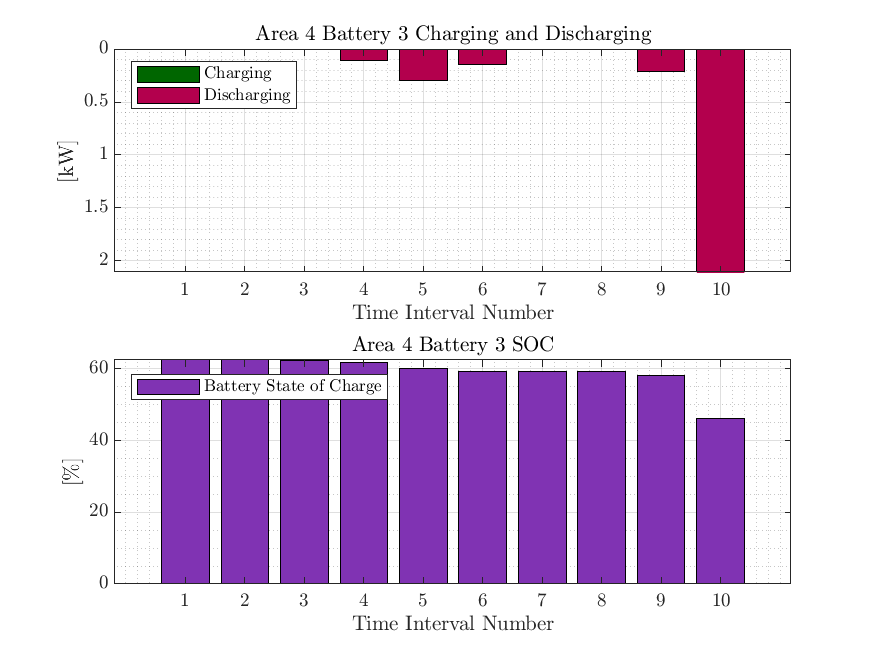 Area 4 Battery 3 Charging and Discharging
0
0.5
1
1.5
2
[kW]
Charging
Discharging
1 2 3 4 5 6 7 8 9 10
Time Interval Number
Area 4 Battery 3 SOC
60
40
20
0
[%]
Battery State of Charge
1 2 3 4 5 6 7 8 9 10
Time Interval Number